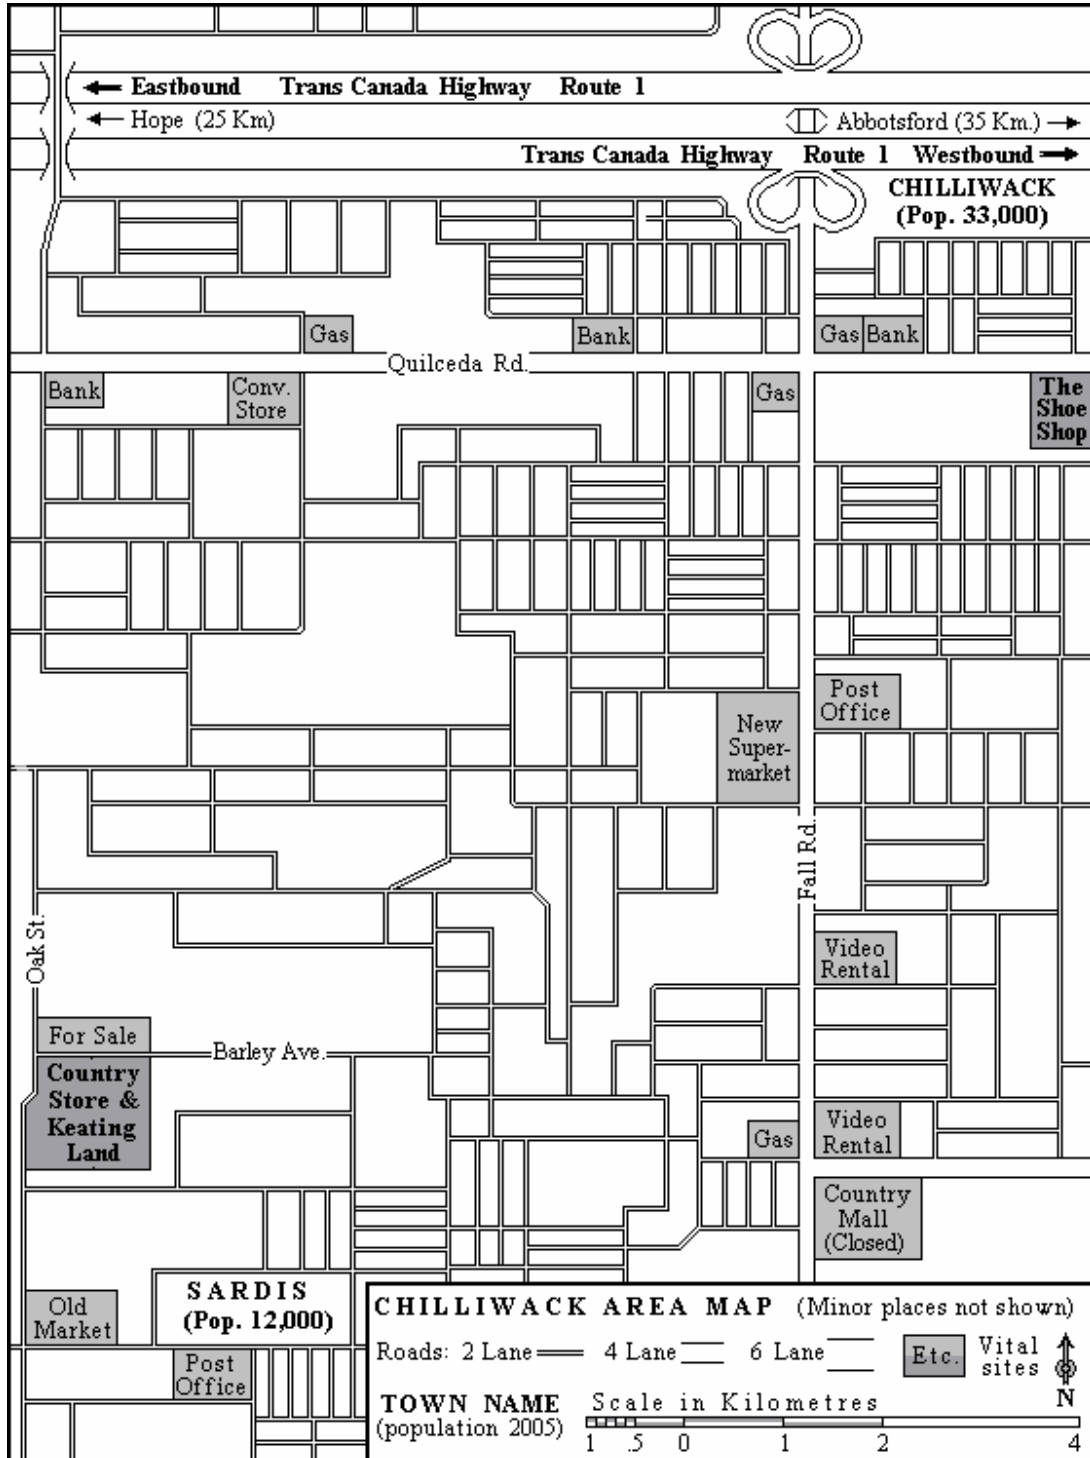 Eastbound Trans Canada Highway Route 1
Hope (25 Km)
Abbotsford (35 Km.)
Trans Canada Highway Route 1 Westbound
CHILLIWACK
(Pop. 33,000)
Gas
Bank
Gas
Bank
Quilceda Rd.
Bank
Conv.
Store
Gas
The
Shoe
Shop
Post
Office
New
Super-
market
Fall Rd.
Oak St.
Video
Rental
For Sale
Barley Ave.
Country
Store &
Keating
Land
Gas
Video
Rental
Country
Mall
(Closed)
SARDIS
(Pop. 12,000)
Old
Market
Post
Office
CHILLIWACK AREA MAP (Minor places not shown)
Roads: 2 Lane 4 Lane 6 Lane Etc. Vital
sites
N
TOWN NAME
(population 2005)
Scale in Kilometres
1 .5 0 1 2 4